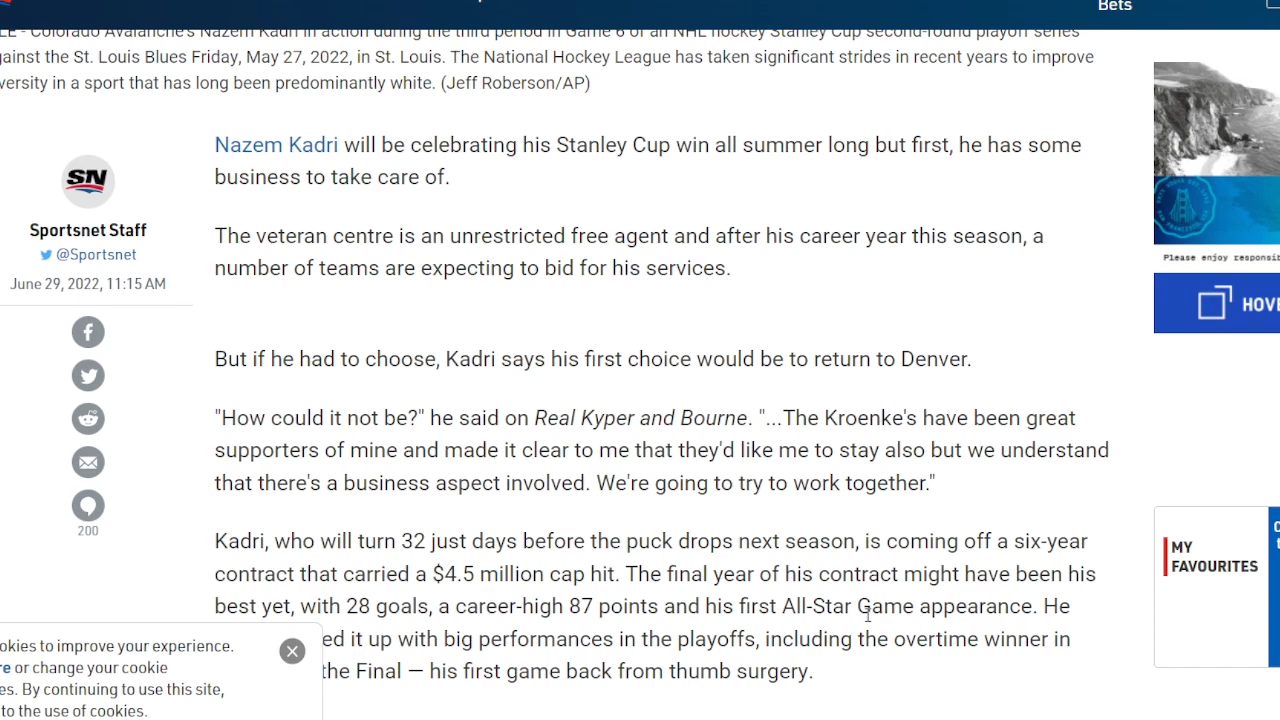 Bets
LE - Colorado Avalanche's Nazem Kadri in action during the third period in Game 6 of an NHL hockey Stanley Cup second-round playoff series
gainst the St. Louis Blues Friday, May 27, 2022, in St. Louis. The National Hockey League has taken significant strides in recent years to improve
versity in a sport that has long been predominantly white. (Jeff Roberson/AP)
SN
Sportsnet Staff
@Sportsnet
June 29, 2022, 11:15 AM
200
Nazem Kadri will be celebrating his Stanley Cup win all summer long but first, he has some
business to take care of.
The veteran centre is an unrestricted free agent and after his career year this season, a
number of teams are expecting to bid for his services.
But if he had to choose, Kadri says his first choice would be to return to Denver.
"How could it not be?" he said on Real Kyper and Bourne. "...The Kroenke's have been great
supporters of mine and made it clear to me that they'd like me to stay also but we understand
that there's a business aspect involved. We're going to try to work together."
Kadri, who will turn 32 just days before the puck drops next season, is coming off a six-year
contract that carried a $4.5 million cap hit. The final year of his contract might have been his
best yet, with 28 goals, a career-high 87 points and his first All-Star Game appearance. He
ed it up with big performances in the playoffs, including the overtime winner in
the Final — his first game back from thumb surgery.
okies to improve your experience.
re or change your cookie
es. By continuing to use this site,
to the use of cookies.
Please enjoy responsib
HOVE
MY
FAVOURITES